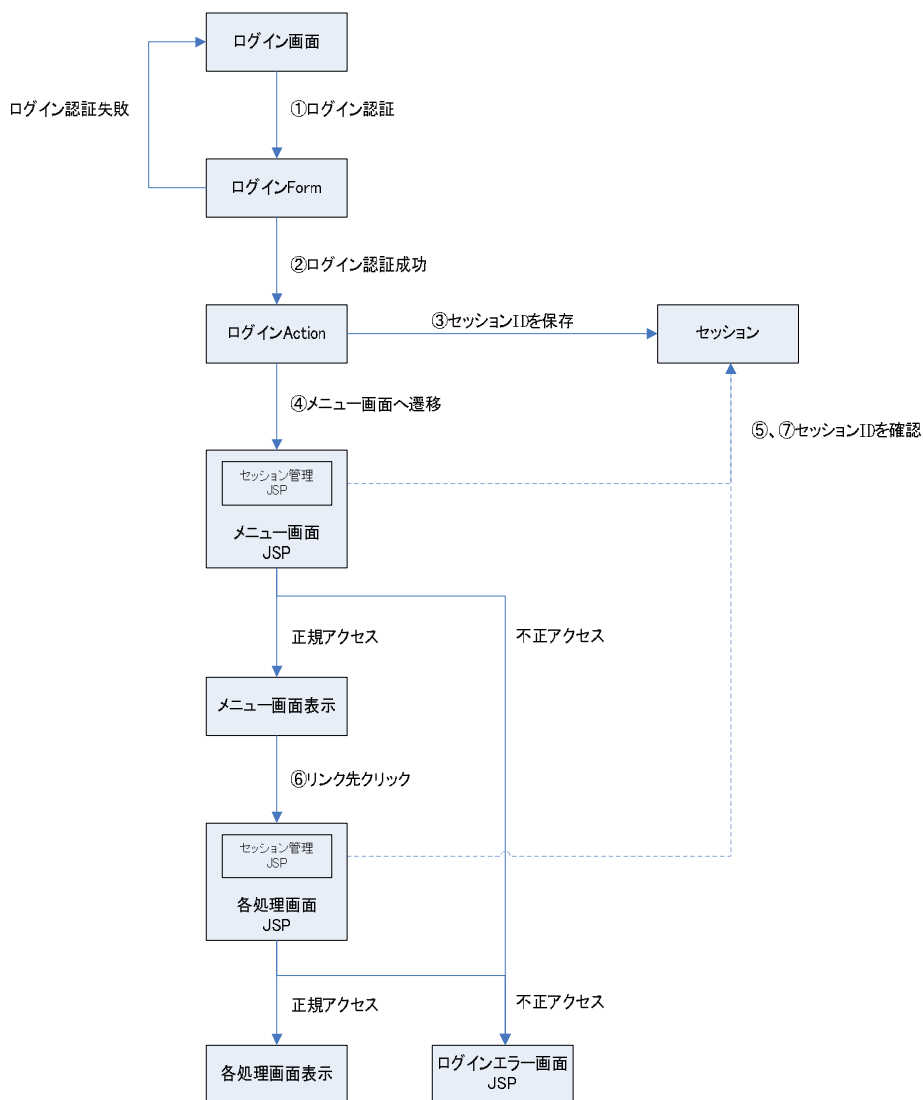 ログイン画面
ログイン認証失敗
①ログイン認証
ログインForm
②ログイン認証成功
ログインAction
③セッションIDを保存
セッション
④メニュー画面へ遷移
⑤、⑦セッションIDを確認
セッション管理
JSP
メニュー画面
JSP
正規アクセス
不正アクセス
メニュー画面表示
⑥リンク先クリック
セッション管理
JSP
各処理画面
JSP
正規アクセス
不正アクセス
各処理画面表示
ログインエラー画面
JSP